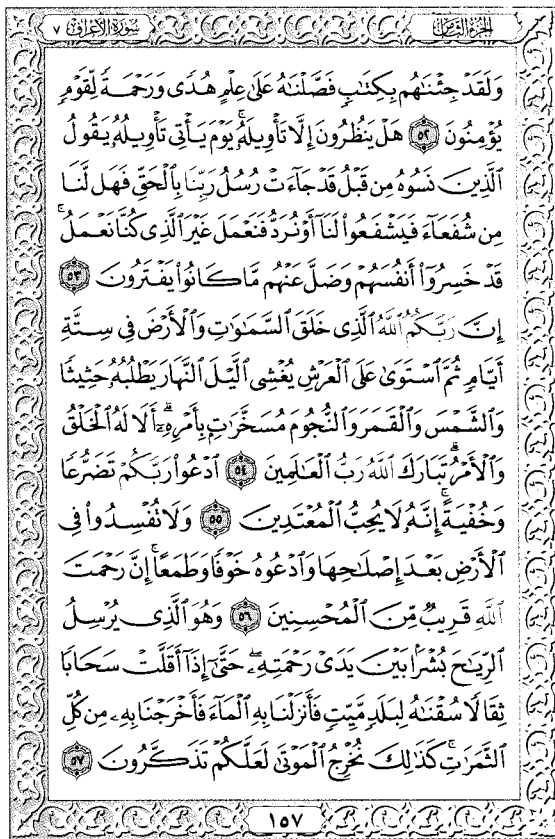 الجزء الثامن
سورة الأعراف ٧
وَلَقَدْ جِئْنَٰهُم بِكِتَٰبٍ فَصَّلْنَٰهُ عَلَىٰ عِلْمٍ هُدًى وَرَحْمَةً لِّقَوْمٍ
يُؤْمِنُونَ ٥٢ هَلْ يَنظُرُونَ إِلَّا تَأْوِيلَهُۥ ۚ يَوْمَ يَأْتِى تَأْوِيلُهُۥ يَقُولُ
ٱلَّذِينَ نَسُوهُ مِن قَبْلُ قَدْ جَآءَتْ رُسُلُ رَبِّنَا بِٱلْحَقِّ فَهَل لَّنَا
مِن شُفَعَآءَ فَيَشْفَعُوا۟ لَنَآ أَوْ نُرَدُّ فَنَعْمَلَ غَيْرَ ٱلَّذِى كُنَّا نَعْمَلُ ۚ
قَدْ خَسِرُوٓا۟ أَنفُسَهُمْ وَضَلَّ عَنْهُم مَّا كَانُوا۟ يَفْتَرُونَ ٥٣
إِنَّ رَبَّكُمُ ٱللَّهُ ٱلَّذِى خَلَقَ ٱلسَّمَٰوَٰتِ وَٱلْأَرْضَ فِى سِتَّةِ
أَيَّامٍ ثُمَّ ٱسْتَوَىٰ عَلَى ٱلْعَرْشِ يُغْشِى ٱلَّيْلَ ٱلنَّهَارَ يَطْلُبُهُۥ حَثِيثًا
وَٱلشَّمْسَ وَٱلْقَمَرَ وَٱلنُّجُومَ مُسَخَّرَٰتٍۭ بِأَمْرِهِۦٓ ۗ أَلَا لَهُ ٱلْخَلْقُ
وَٱلْأَمْرُ ۗ تَبَارَكَ ٱللَّهُ رَبُّ ٱلْعَٰلَمِينَ ٥٤ ٱدْعُوا۟ رَبَّكُمْ تَضَرُّعًا
وَخُفْيَةً ۚ إِنَّهُۥ لَا يُحِبُّ ٱلْمُعْتَدِينَ ٥٥ وَلَا تُفْسِدُوا۟ فِى
ٱلْأَرْضِ بَعْدَ إِصْلَٰحِهَا وَٱدْعُوهُ خَوْفًا وَطَمَعًا ۚ إِنَّ رَحْمَتَ
ٱللَّهِ قَرِيبٌ مِّنَ ٱلْمُحْسِنِينَ ٥٦ وَهُوَ ٱلَّذِى يُرْسِلُ
ٱلرِّيَٰحَ بُشْرًۢا بَيْنَ يَدَىْ رَحْمَتِهِۦ ۖ حَتَّىٰٓ إِذَآ أَقَلَّتْ سَحَابًا
ثِقَالًا سُقْنَٰهُ لِبَلَدٍ مَّيِّتٍ فَأَنزَلْنَا بِهِ ٱلْمَآءَ فَأَخْرَجْنَا بِهِۦ مِن كُلِّ
ٱلثَّمَرَٰتِ ۚ كَذَٰلِكَ نُخْرِجُ ٱلْمَوْتَىٰ لَعَلَّكُمْ تَذَكَّرُونَ ٥٧
١٥٧